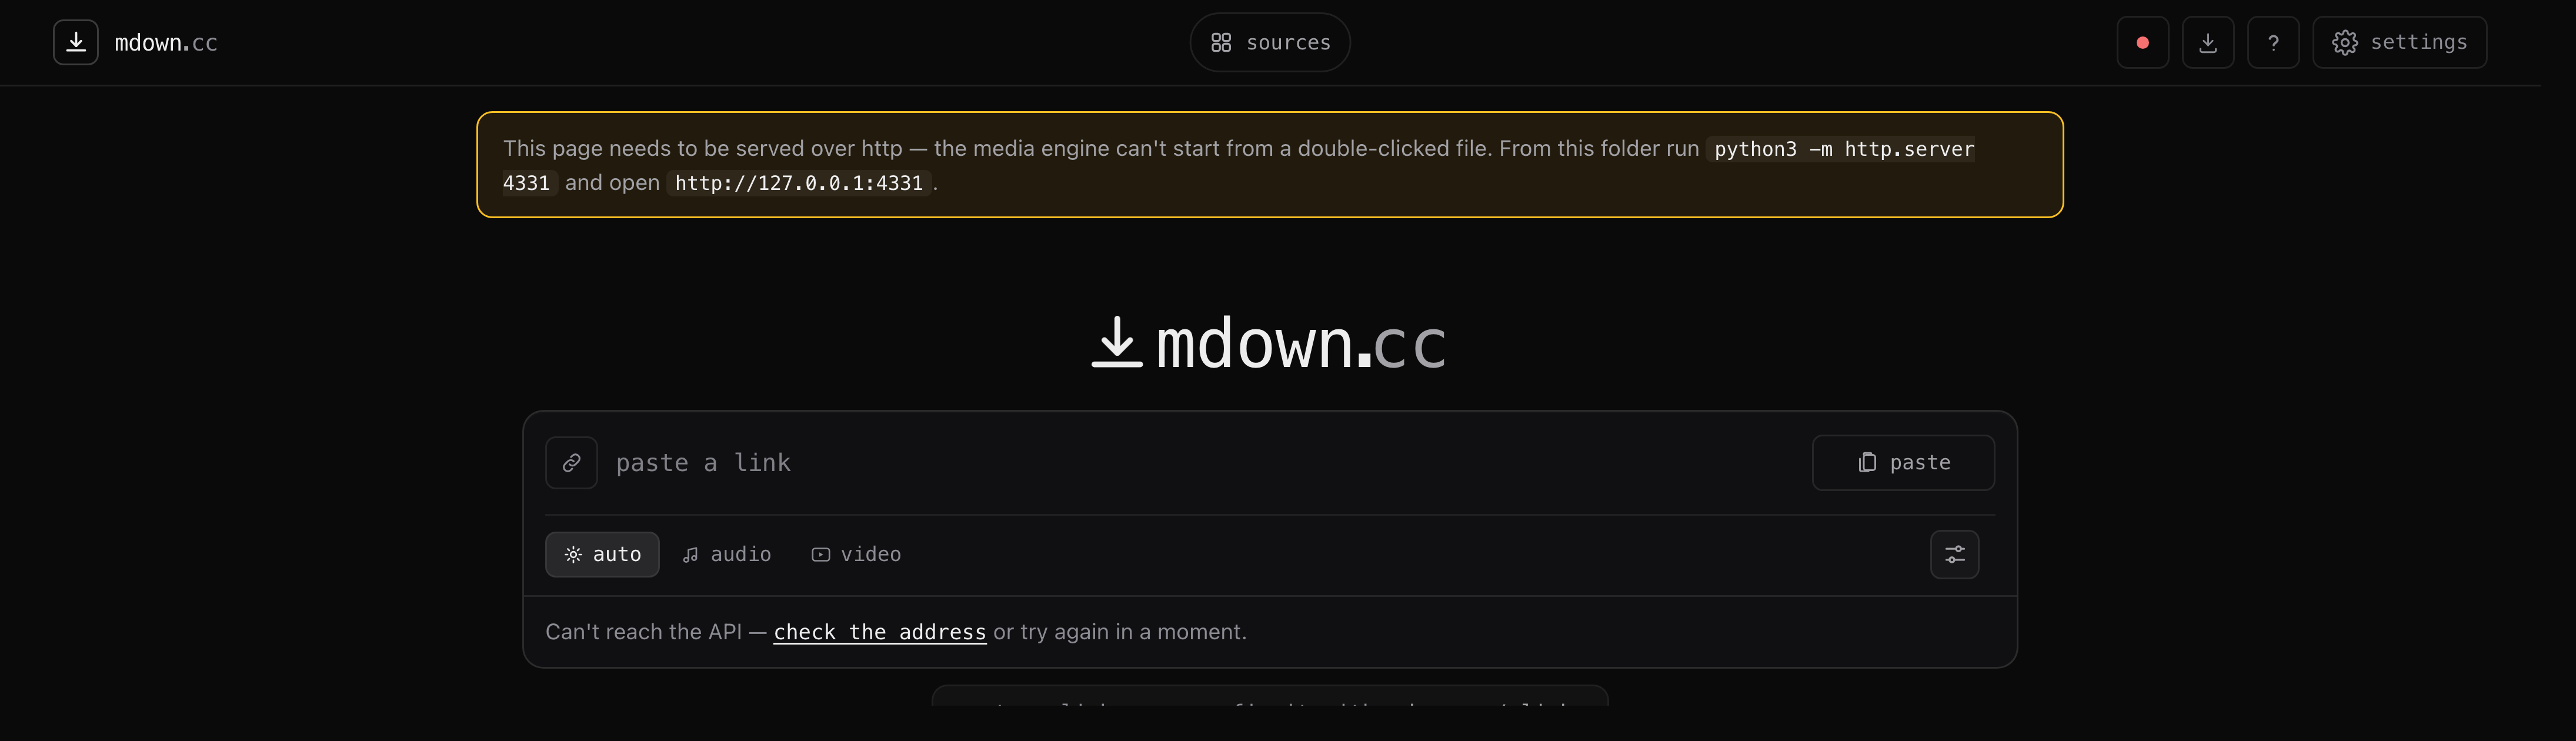 mdown.cc
sources
?
settings
This page needs to be served over http — the media engine can't start from a double-clicked file. From this folder run python3 -m http.server
4331 and open http://127.0.0.1:4331.
mdown.cc
paste a link
paste
auto
audio
video
Can't reach the API — check the address or try again in a moment.